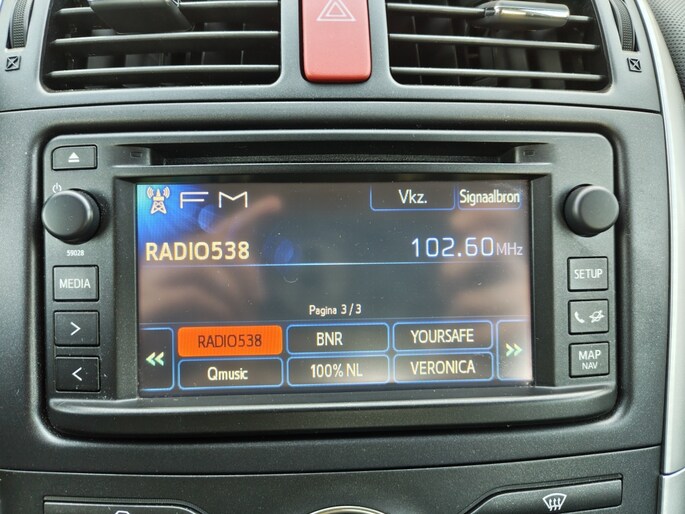 FM Vkz. Signaalbron
RADIO538 102.60MHz
59028
MEDIA
SETUP
Pagina 3/3
RADIO538 BNR YOURSAFE
Qmusic 100% NL VERONICA
MAP
NAV